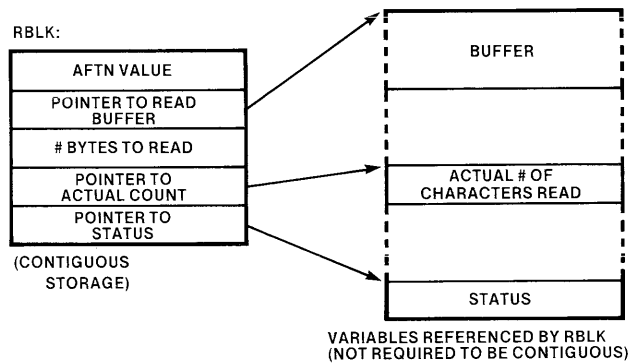 RBLK:
AFTN VALUE
POINTER TO READ
BUFFER
# BYTES TO READ
POINTER TO
ACTUAL COUNT
POINTER TO
STATUS
(CONTIGUOUS
STORAGE)
BUFFER
ACTUAL # OF
CHARACTERS READ
STATUS
VARIABLES REFERENCED BY RBLK
(NOT REQUIRED TO BE CONTIGUOUS)